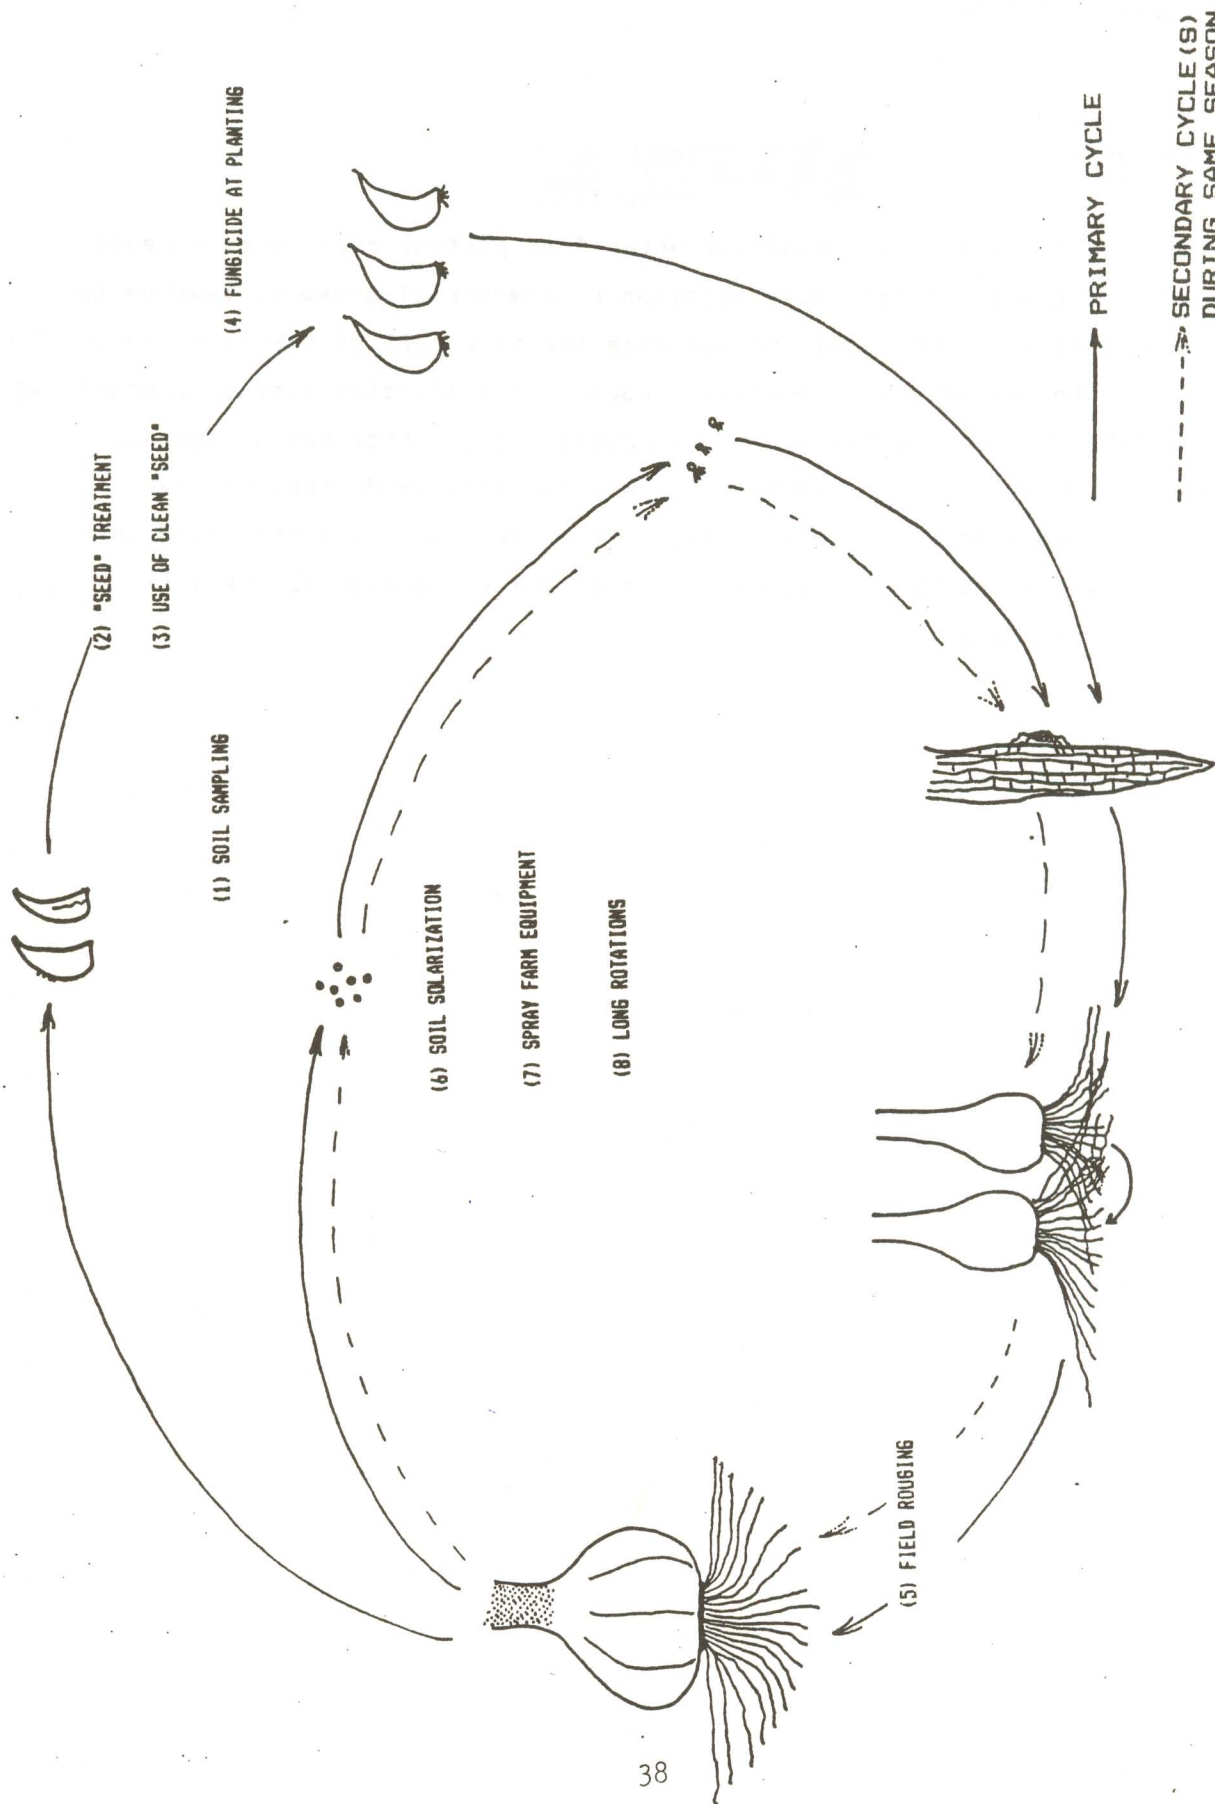 (2) "SEED" TREATMENT
(3) USE OF CLEAN "SEED"
(4) FUNGICIDE AT PLANTING
(1) SOIL SAMPLING
(6) SOIL SOLARIZATION
(7) SPRAY FARM EQUIPMENT
(8) LONG ROTATIONS
(5) FIELD ROUGING
PRIMARY CYCLE
SECONDARY CYCLE(S)
DURING SAME SEASON
38